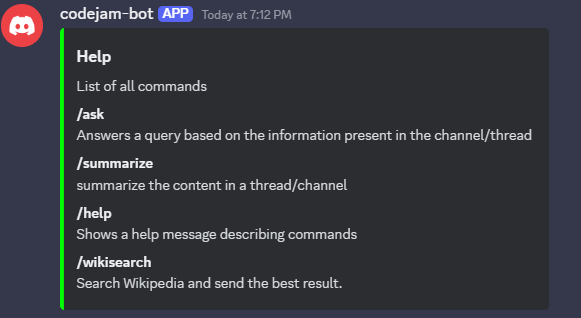 codejam-bot APP Today at 7:12 PM
Help
List of all commands
/ask
Answers a query based on the information present in the channel/thread
/summarize
summarize the content in a thread/channel
/help
Shows a help message describing commands
/wikisearch
Search Wikipedia and send the best result.